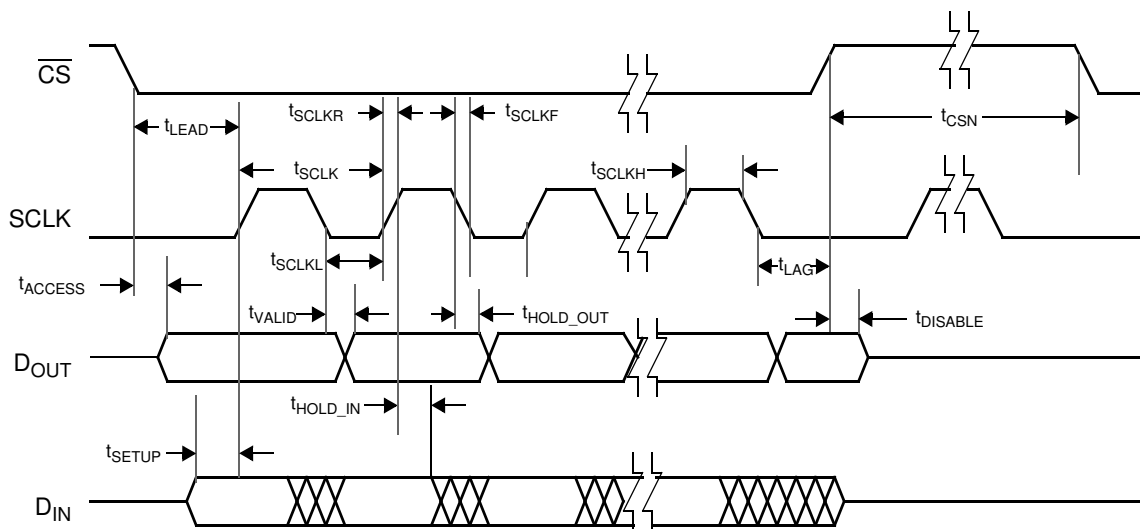 CS
tLEAD
tSCLKR
tSCLKF
tCSN
tSCLK
tSCLKH
SCLK
tSCLKL
tLAG
tACCESS
tVALID
tHOLD_OUT
tDISABLE
DOUT
tHOLD_IN
tSETUP
DIN